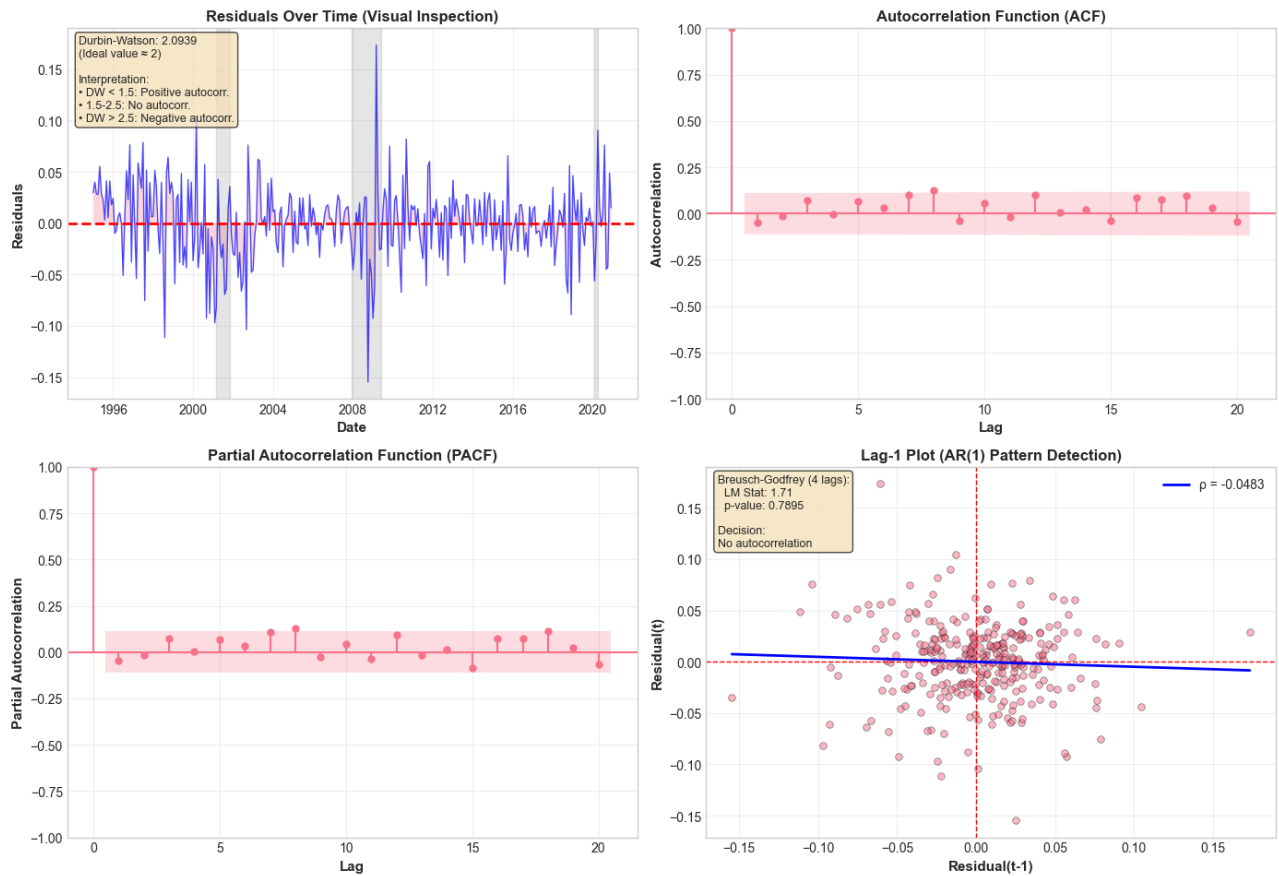 Residuals Over Time (Visual Inspection)
Durbin-Watson: 2.0939
(Ideal value ≈ 2)
Interpretation:
• DW < 1.5: Positive autocorr.
• 1.5-2.5: No autocorr.
• DW > 2.5: Negative autocorr.
Residuals
0.15
0.10
0.05
0.00
−0.05
−0.10
−0.15
1996 2000 2004 2008 2012 2016 2020
Date
Autocorrelation Function (ACF)
Autocorrelation
1.00
0.75
0.50
0.25
0.00
−0.25
−0.50
−0.75
−1.00
0 5 10 15 20
Lag
Partial Autocorrelation Function (PACF)
Partial Autocorrelation
1.00
0.75
0.50
0.25
0.00
−0.25
−0.50
−0.75
−1.00
0 5 10 15 20
Lag
Lag-1 Plot (AR(1) Pattern Detection)
Breusch-Godfrey (4 lags):
LM Stat: 1.71
p-value: 0.7895
Decision:
No autocorrelation
ρ = -0.0483
Residual(t)
0.15
0.10
0.05
0.00
−0.05
−0.10
−0.15
−0.15 −0.10 −0.05 0.00 0.05 0.10 0.15
Residual(t-1)